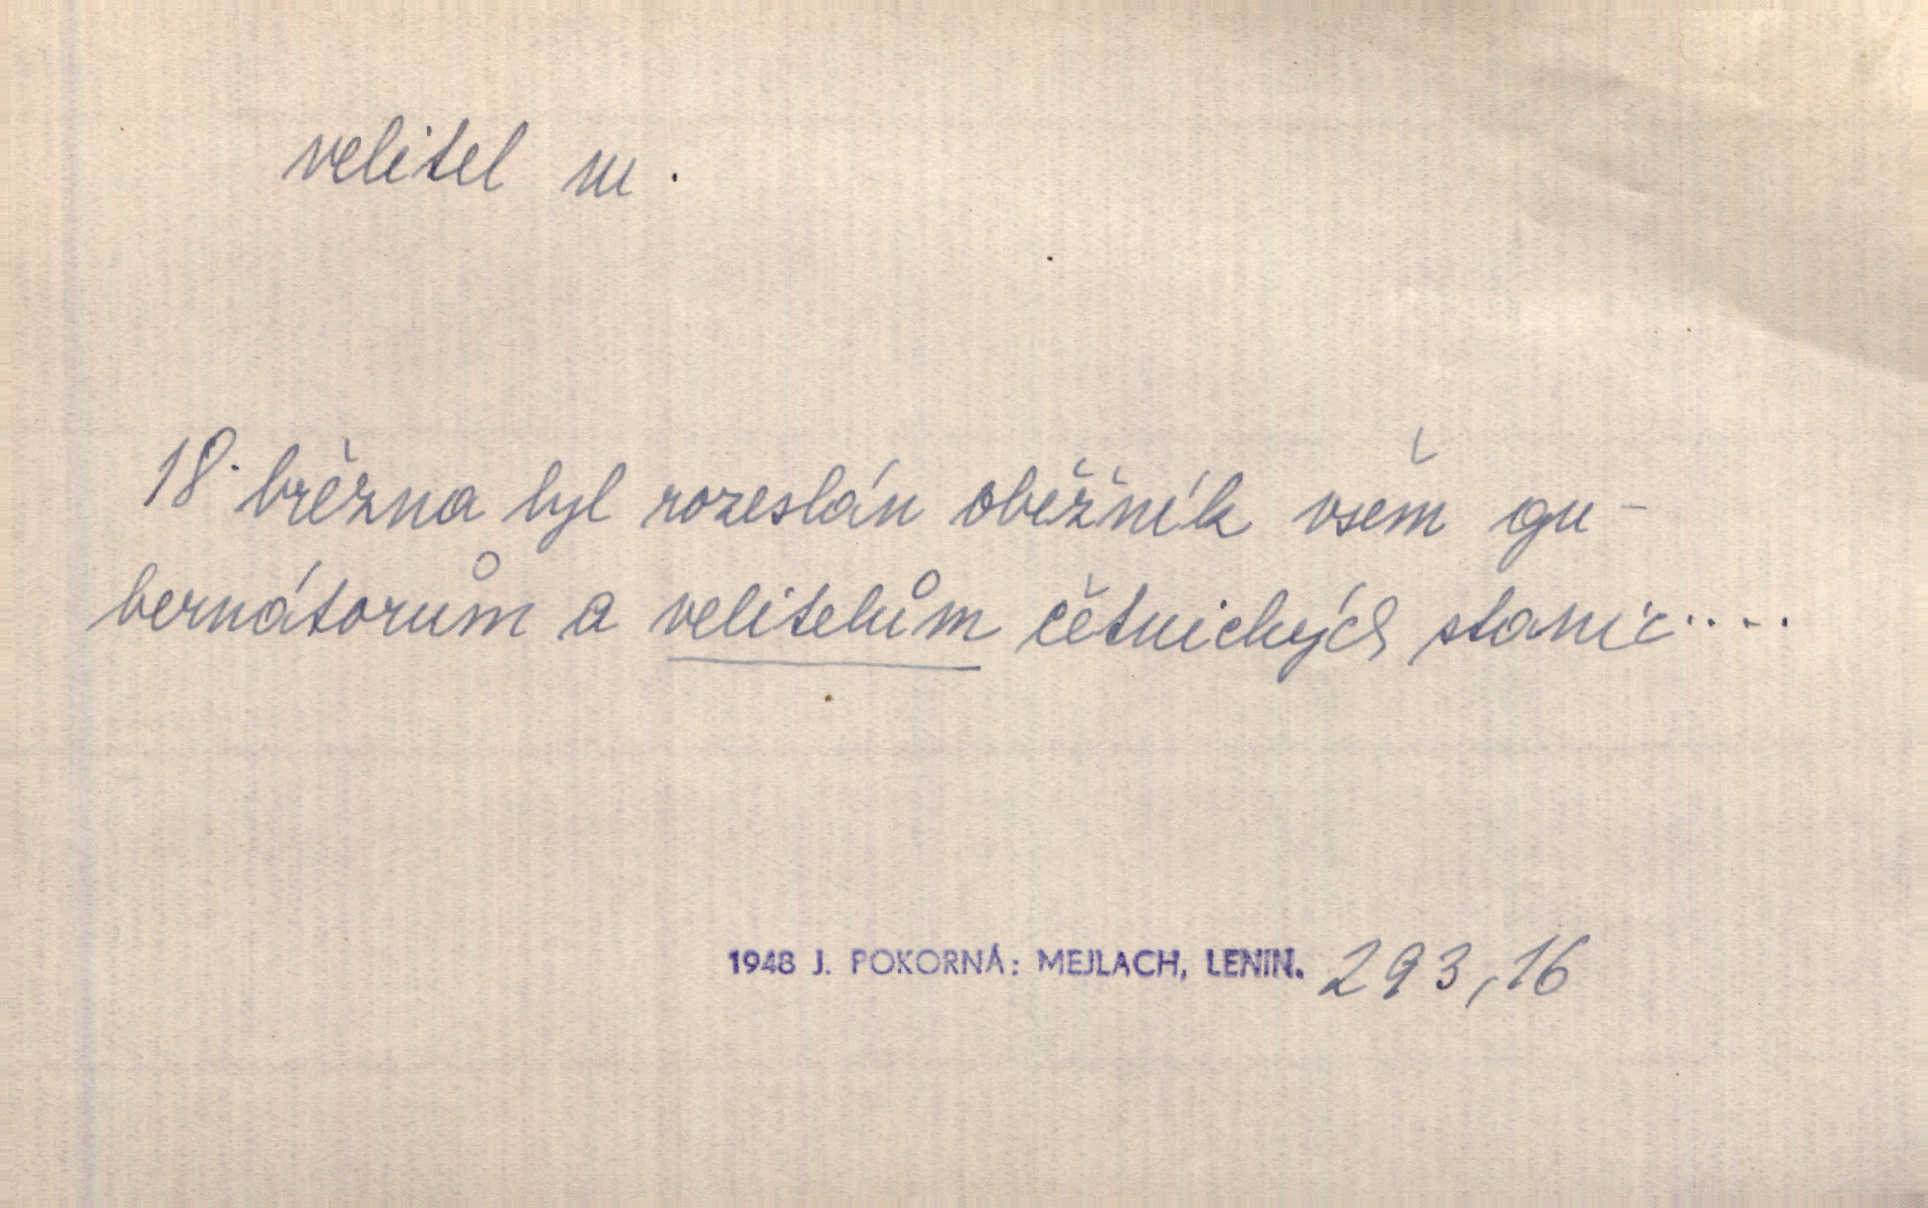 velitel m.
18. března byl rozeslán oběžník všem gu-
bernátorům a velitelům četnických stanic....
1948 J. POKORNÁ: MEJLACH, LENIN. 293,16